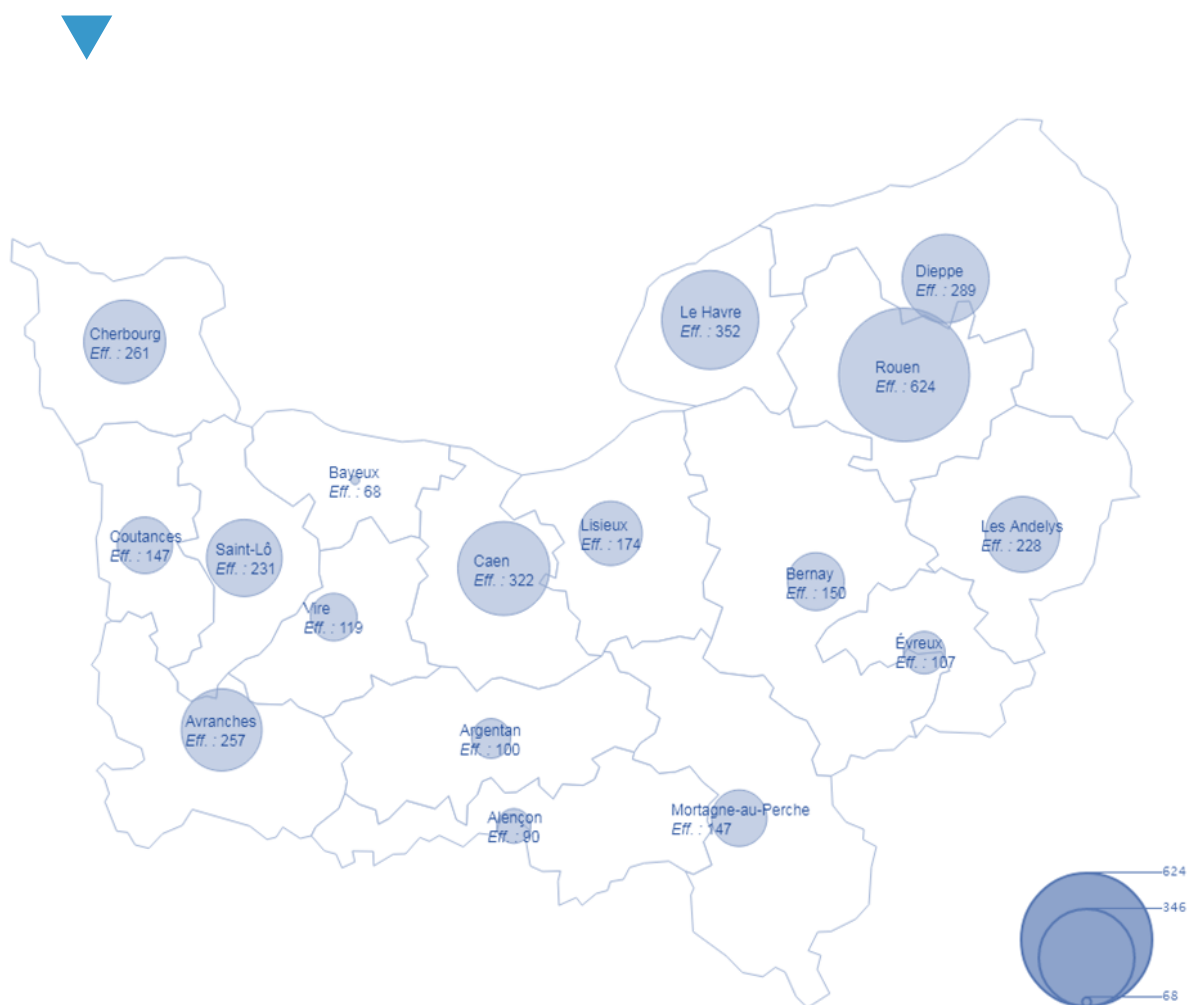 Dieppe
Eff. : 289
Le Havre
Eff. : 352
Cherbourg
Eff. : 261
Rouen
Eff. : 624
Bayeux
Eff. : 68
Lisieux
Eff. : 174
Les Andelys
Eff. : 228
Coutances
Eff. : 147
Saint-Lô
Eff. : 231
Caen
Eff. : 322
Bernay
Eff. : 150
Vire
Eff. : 119
Évreux
Eff. : 107
Avranches
Eff. : 257
Argentan
Eff. : 100
Alençon
Eff. : 90
Mortagne-au-Perche
Eff. : 147
624
346
68